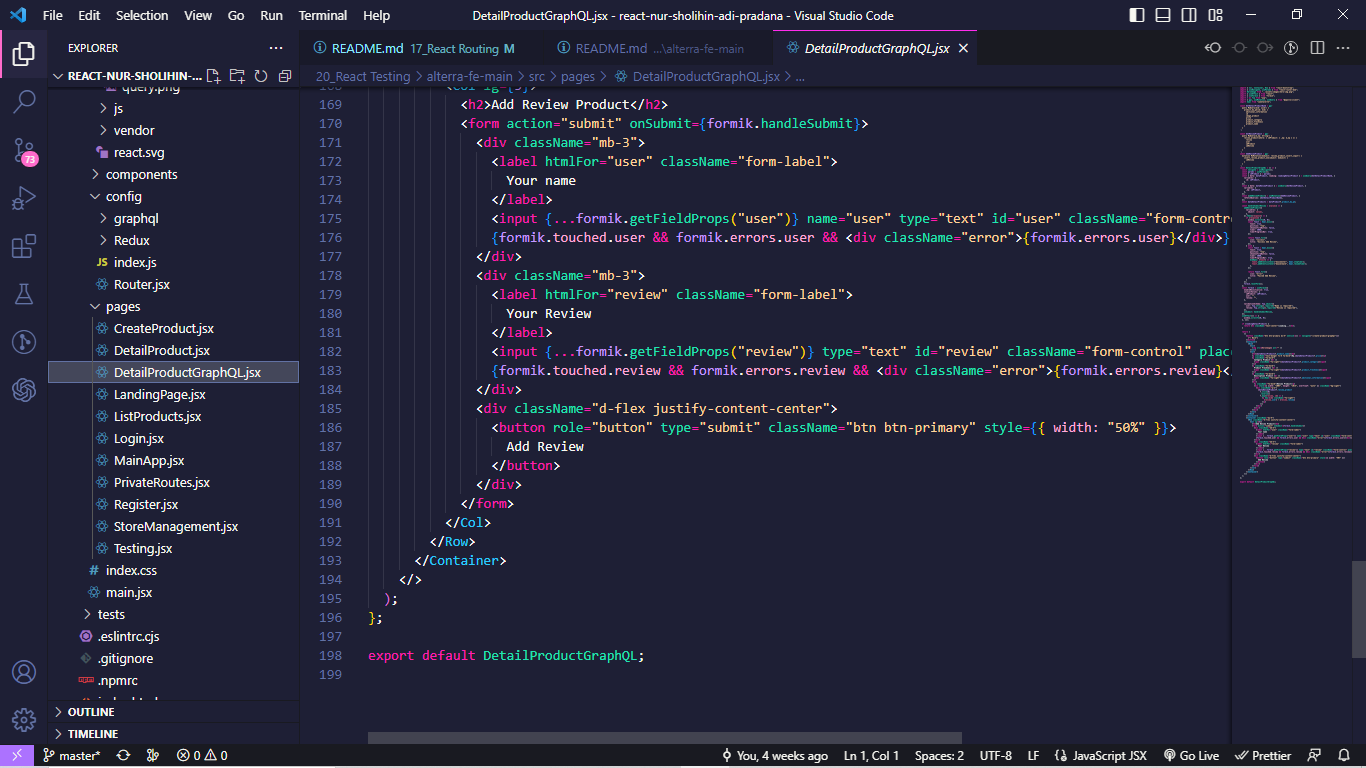 File Edit Selection View Go Run Terminal Help
DetailProductGraphQL.jsx - react-nur-sholihin-adi-pradana - Visual Studio Code
EXPLORER
REACT-NUR-SHOLIHIN-...
query.png
js
vendor
react.svg
components
config
graphql
Redux
JS index.js
Router.jsx
pages
CreateProduct.jsx
DetailProduct.jsx
DetailProductGraphQL.jsx
LandingPage.jsx
ListProducts.jsx
Login.jsx
MainApp.jsx
PrivateRoutes.jsx
Register.jsx
StoreManagement.jsx
Testing.jsx
# index.css
main.jsx
tests
.eslintrc.cjs
.gitignore
.npmrc
OUTLINE
TIMELINE
73
README.md 17_React Routing M
README.md ...\alterra-fe-main
DetailProductGraphQL.jsx
20_React Testing > alterra-fe-main > src > pages > DetailProductGraphQL.jsx > ...
168 <Col lg={5}>
169 <h2>Add Review Product</h2>
170 <form action="submit" onSubmit={formik.handleSubmit}>
171 <div className="mb-3">
172 <label htmlFor="user" className="form-label">
173 Your name
174 </label>
175 <input {...formik.getFieldProps("user")} name="user" type="text" id="user" className="form-contro
176 {formik.touched.user && formik.errors.user && <div className="error">{formik.errors.user}</div>}
177 </div>
178 <div className="mb-3">
179 <label htmlFor="review" className="form-label">
180 Your Review
181 </label>
182 <input {...formik.getFieldProps("review")} type="text" id="review" className="form-control" plac
183 {formik.touched.review && formik.errors.review && <div className="error">{formik.errors.review}<
184 </div>
185 <div className="d-flex justify-content-center">
186 <button role="button" type="submit" className="btn btn-primary" style={{ width: "50%" }}>
187 Add Review
188 </button>
189 </div>
190 </form>
191 </Col>
192 </Row>
193 </Container>
194 </>
195 );
196 };
197
198 export default DetailProductGraphQL;
199
master*
0 0
You, 4 weeks ago
Ln 1, Col 1
Spaces: 2
UTF-8
LF
JavaScript JSX
Go Live
Prettier